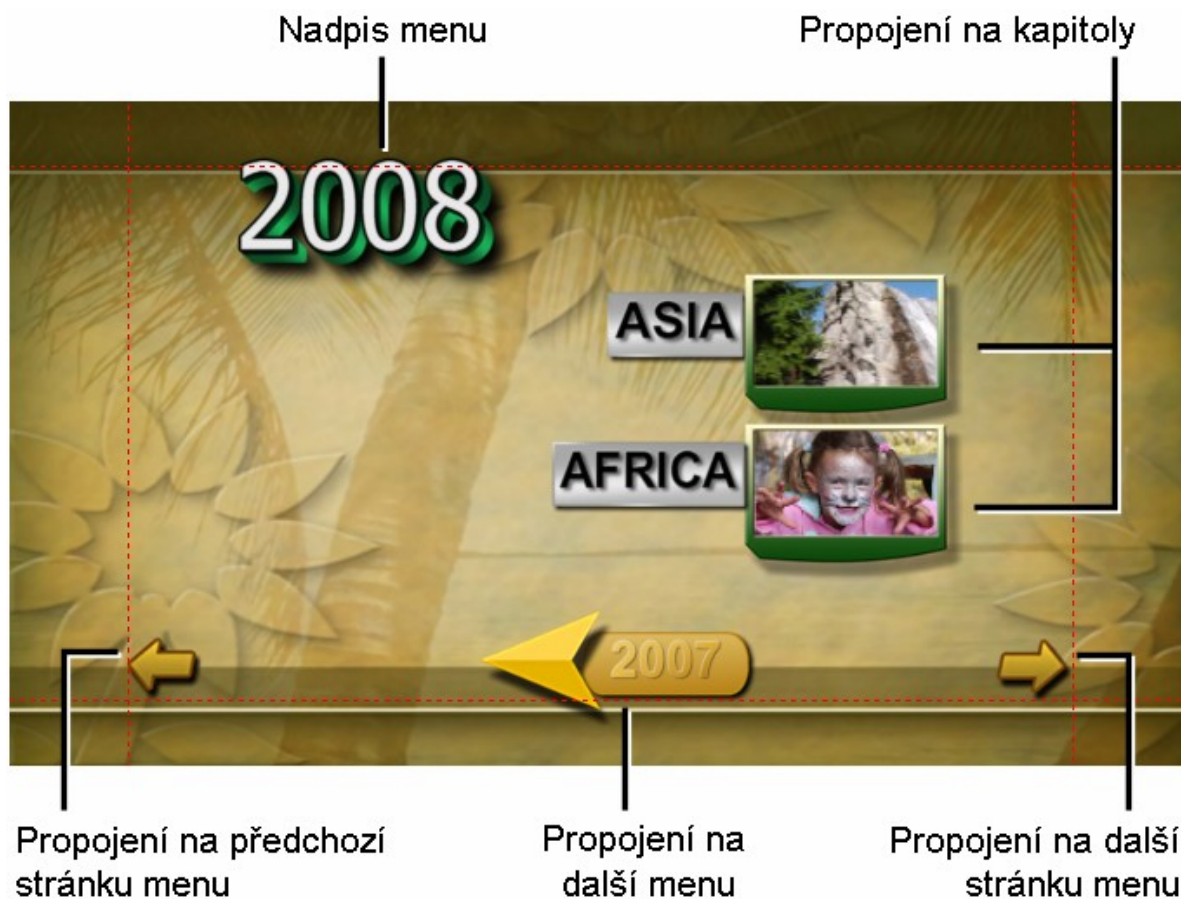 Nadpis menu
Propojení na kapitoly
2008
ASIA
AFRICA
2007
Propojení na předchozí
stránku menu
Propojení na
další menu
Propojení na další
stránku menu